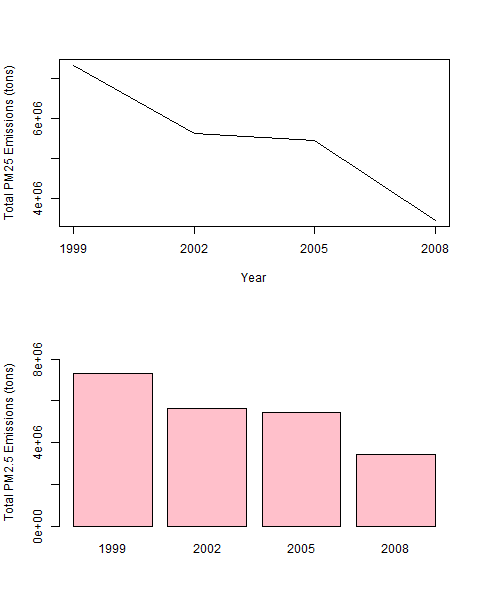 Total PM25 Emissions (tons)
6e+06
4e+06
1999 2002 2005 2008
Year
Total PM2.5 Emissions (tons)
8e+06
4e+06
0e+00
1999 2002 2005 2008